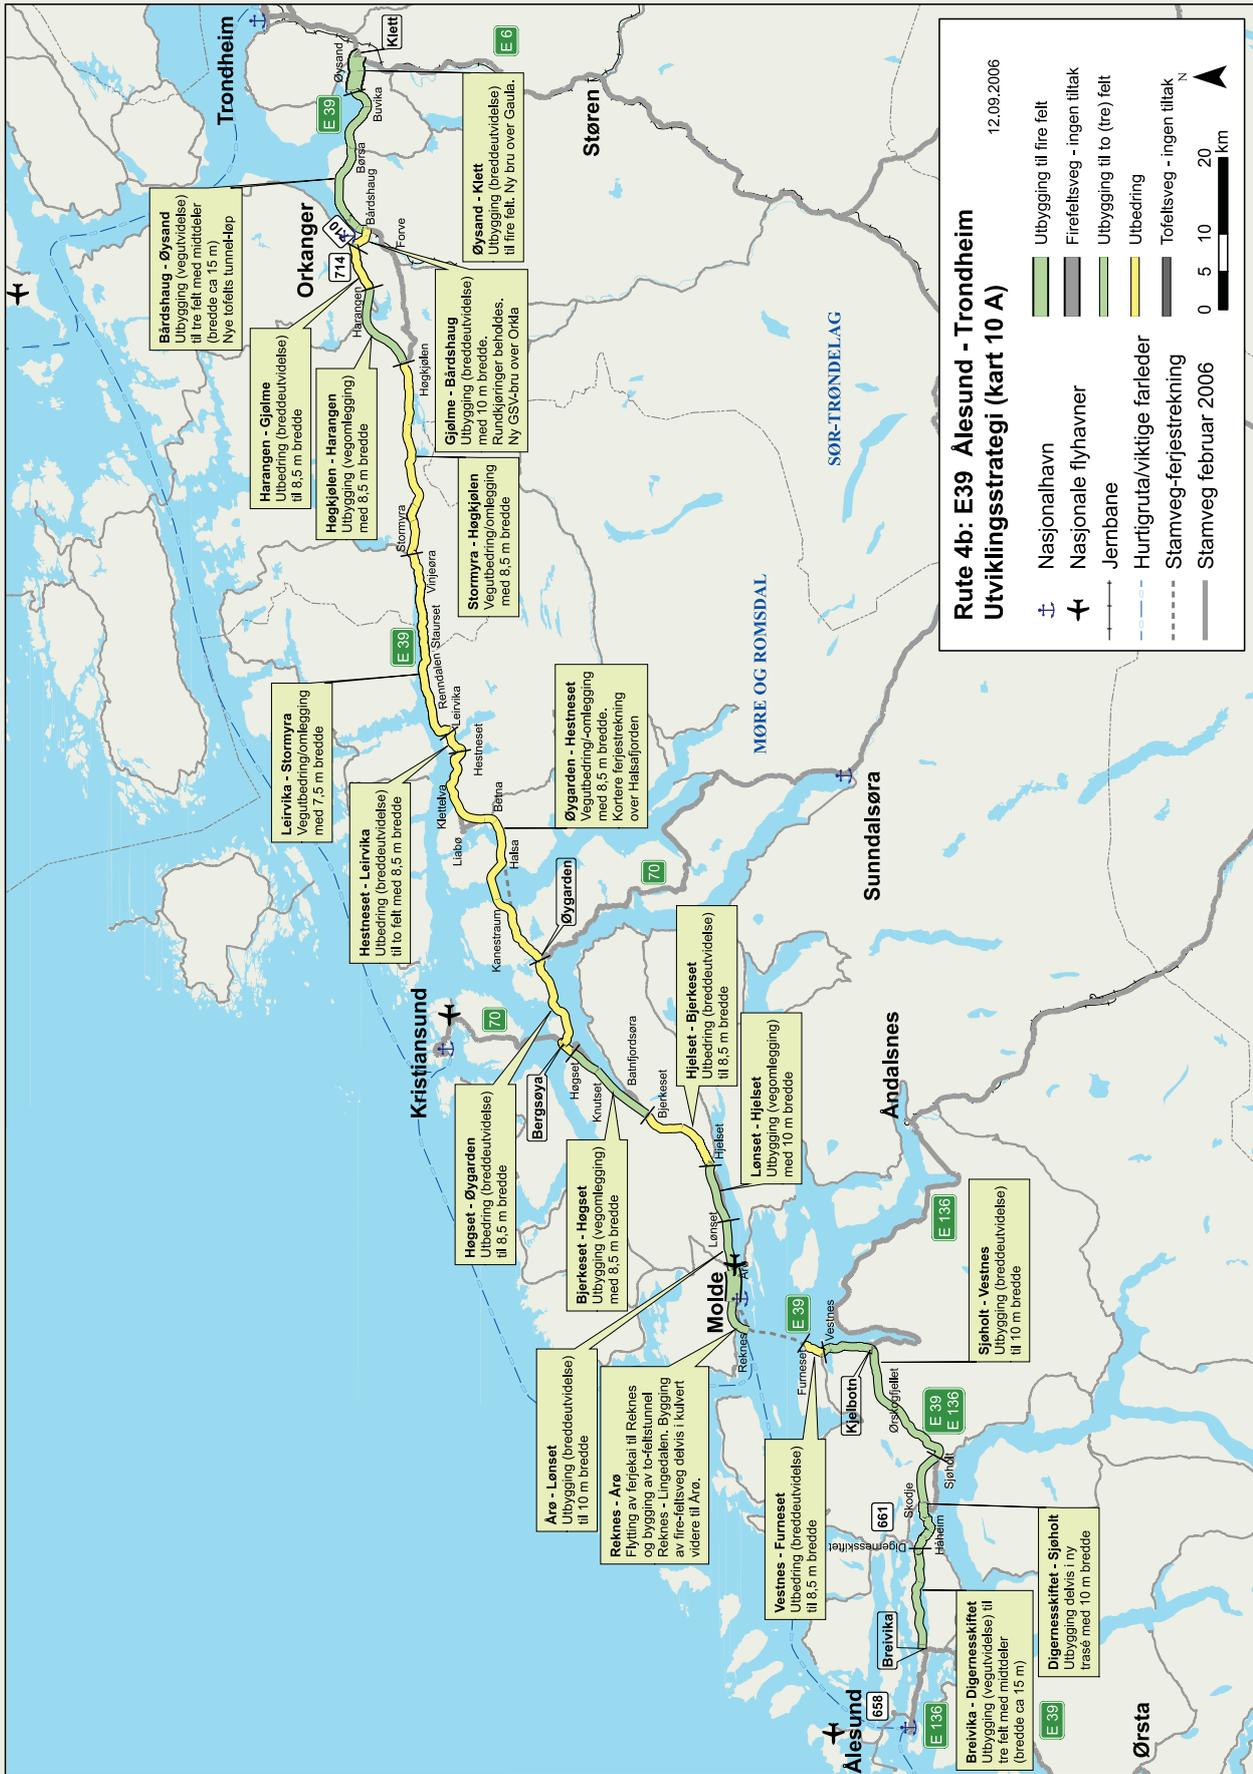 Rute 4b: E39 Ålesund - Trondheim
Utviklingsstrategi (kart 10 A)
12.09.2006
Nasjonalhavn
Nasjonale flyhavner
Jernbane
Hurtigruta/viktige farleder
Stamveg-ferjestrekning
Stamveg februar 2006
Utbygging til fire felt
Firefeltsveg - ingen tiltak
Utbygging til to (tre) felt
Utbedring
Tofeltsveg - ingen tiltak
0 5 10 20
km
N
Bårdshaug - Øysand
Utbygging (vegutvidelse)
til tre felt med midtdeler
(bredde ca 15 m)
Nye tofelts tunnel-løp
Harangen - Gjølme
Utbedring (breddeutvidelse)
til 8,5 m bredde
Høgkjølen - Harangen
Utbygging (vegomlegging)
med 8,5 m bredde
Øysand - Klett
Utbygging (breddeutvidelse)
til fire felt. Ny bru over Gaula.
Gjølme - Bårdshaug
Utbygging (breddeutvidelse)
med 10 m bredde.
Rundkjøringer beholdes.
Ny GSV-bru over Orkla
Stormyra - Høgkjølen
Vegutbedring/omlegging
med 8,5 m bredde
Leirvika - Stormyra
Vegutbedring/omlegging
med 7,5 m bredde
Hestneset - Leirvika
Utbedring (breddeutvidelse)
til to felt med 8,5 m bredde
Øygarden - Hestneset
Vegutbedring/-omlegging
med 8,5 m bredde.
Kortere ferjestrekning
over Halsafjorden
Høgset - Øygarden
Utbedring (breddeutvidelse)
til 8,5 m bredde
Bjerkeset - Høgset
Utbygging (vegomlegging)
med 8,5 m bredde
Hjelset - Bjerkeset
Utbedring (breddeutvidelse)
til 8,5 m bredde
Lønset - Hjelset
Utbygging (vegomlegging)
med 10 m bredde
Årø - Lønset
Utbygging (breddeutvidelse)
til 10 m bredde
Reknes - Årø
Flytting av ferjekai til Reknes
og bygging av to-feltstunnel
Reknes - Lingedalen. Bygging
av fire-feltsveg delvis i kulvert
videre til Årø.
Vestnes - Furneset
Utbedring (breddeutvidelse)
til 8,5 m bredde
Sjøholt - Vestnes
Utbygging (breddeutvidelse)
til 10 m bredde
Digernesskiftet - Sjøholt
Utbygging delvis i ny
trasé med 10 m bredde
Breivika - Digernesskiftet
Utbygging (vegutvidelse) til
tre felt med midtdeler
(bredde ca 15 m)
Trondheim
Klett
Øysand
Buvika
Børsa
Bårdshaug
Forve
Orkanger
Harangen
Høgkjølen
Støren
Stormyra
Vinjeøra
Staurset
Renndalen
Leirvika
Hestneset
Klettelva
Betna
Liabø
Halsa
Kanestraum
Øygarden
Kristiansund
Bergsøya
Høgset
Knutset
Batnfjordsøra
Bjerkeset
Hjelset
Lønset
Årø
Molde
Reknes
Furneset
Vestnes
Kjelbotn
Ørskogfjellet
Sjøholt
Skodje
Håheim
Digernesskiftet
Breivika
Ålesund
Ørsta
Åndalsnes
Sunndalsøra
SØR-TRØNDELAG
MØRE OG ROMSDAL
E 39
E 6
714
710
E 39
70
70
E 39
E 136
E 39
E 136
661
658
E 136
E 39